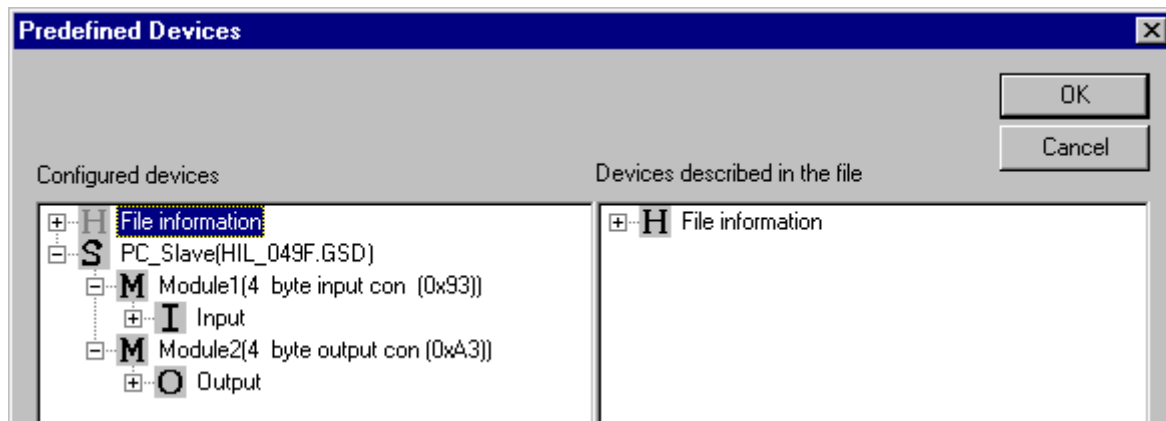 Predefined Devices
OK
Cancel
Configured devices
Devices described in the file
H File information
S PC_Slave(HIL_049F.GSD)
M Module1(4 byte input con (0x93))
I Input
M Module2(4 byte output con (0xA3))
O Output
H File information